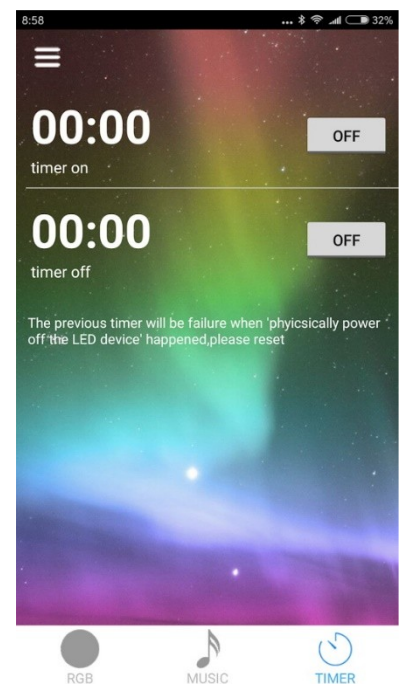 8:58 ... 32%
00:00 OFF
timer on
00:00 OFF
timer off
The previous timer will be failure when 'phyicsically power
off the LED device' happened,please reset
RGB MUSIC TIMER